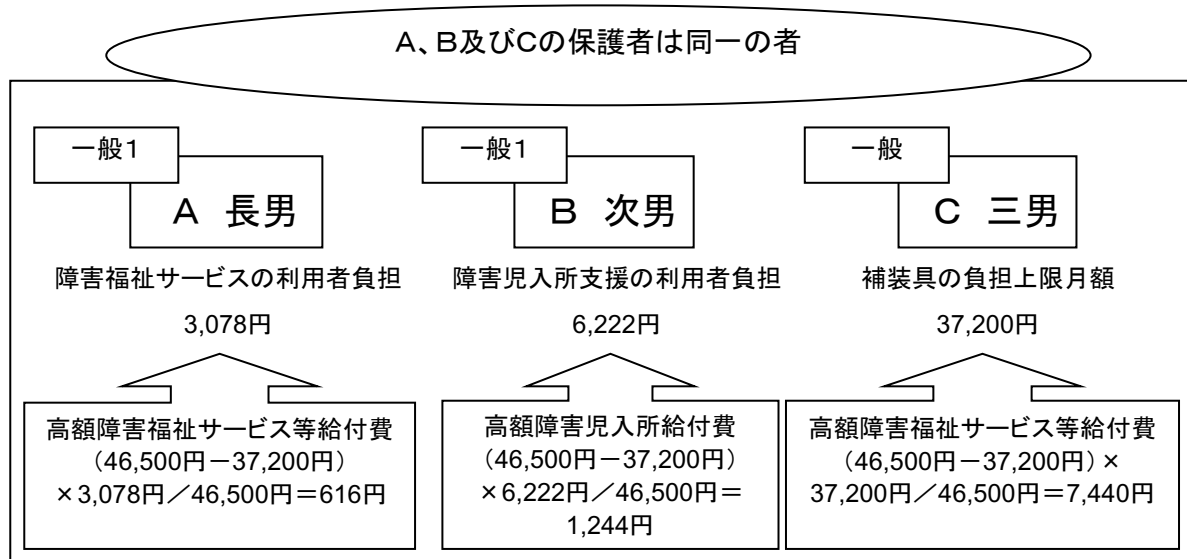 A、B及びCの保護者は同一の者
一般1
A 長男
障害福祉サービスの利用者負担
3,078円
高額障害福祉サービス等給付費
(46,500円－37,200円)
×3,078円／46,500円＝616円
一般1
B 次男
障害児入所支援の利用者負担
6,222円
高額障害児入所給付費
(46,500円－37,200円)
×6,222円／46,500円＝
1,244円
一般
C 三男
補装具の負担上限月額
37,200円
高額障害福祉サービス等給付費
(46,500円－37,200円)×
37,200円／46,500円＝7,440円